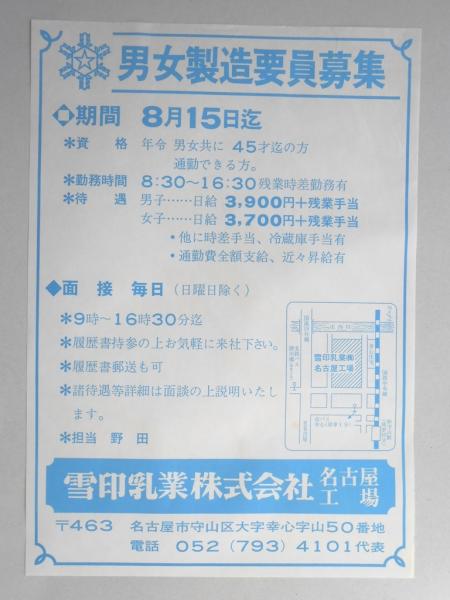 男女製造要員募集
期間 8月15日迄
＊資格 年令 男女共に 45才迄の方
通勤できる方。
＊勤務時間 8:30〜16:30残業時差勤務有
＊待遇 男子……日給 3,900円+残業手当
女子……日給 3,700円+残業手当
・他に時差手当、冷蔵庫手当有
・通勤費全額支給、近々昇給有
◆面接 毎日（日曜日除く）
＊9時〜16時30分迄
＊履歴書持参の上お気軽に来社下さい。
＊履歴書郵送も可
＊諸待遇等詳細は面談の上説明いたし
ます。
＊担当 野田
雪印乳業㈱
名古屋工場
雪印乳業株式会社 名古屋工場
〒463 名古屋市守山区大字幸心字山50番地
電話 052（793）4101代表